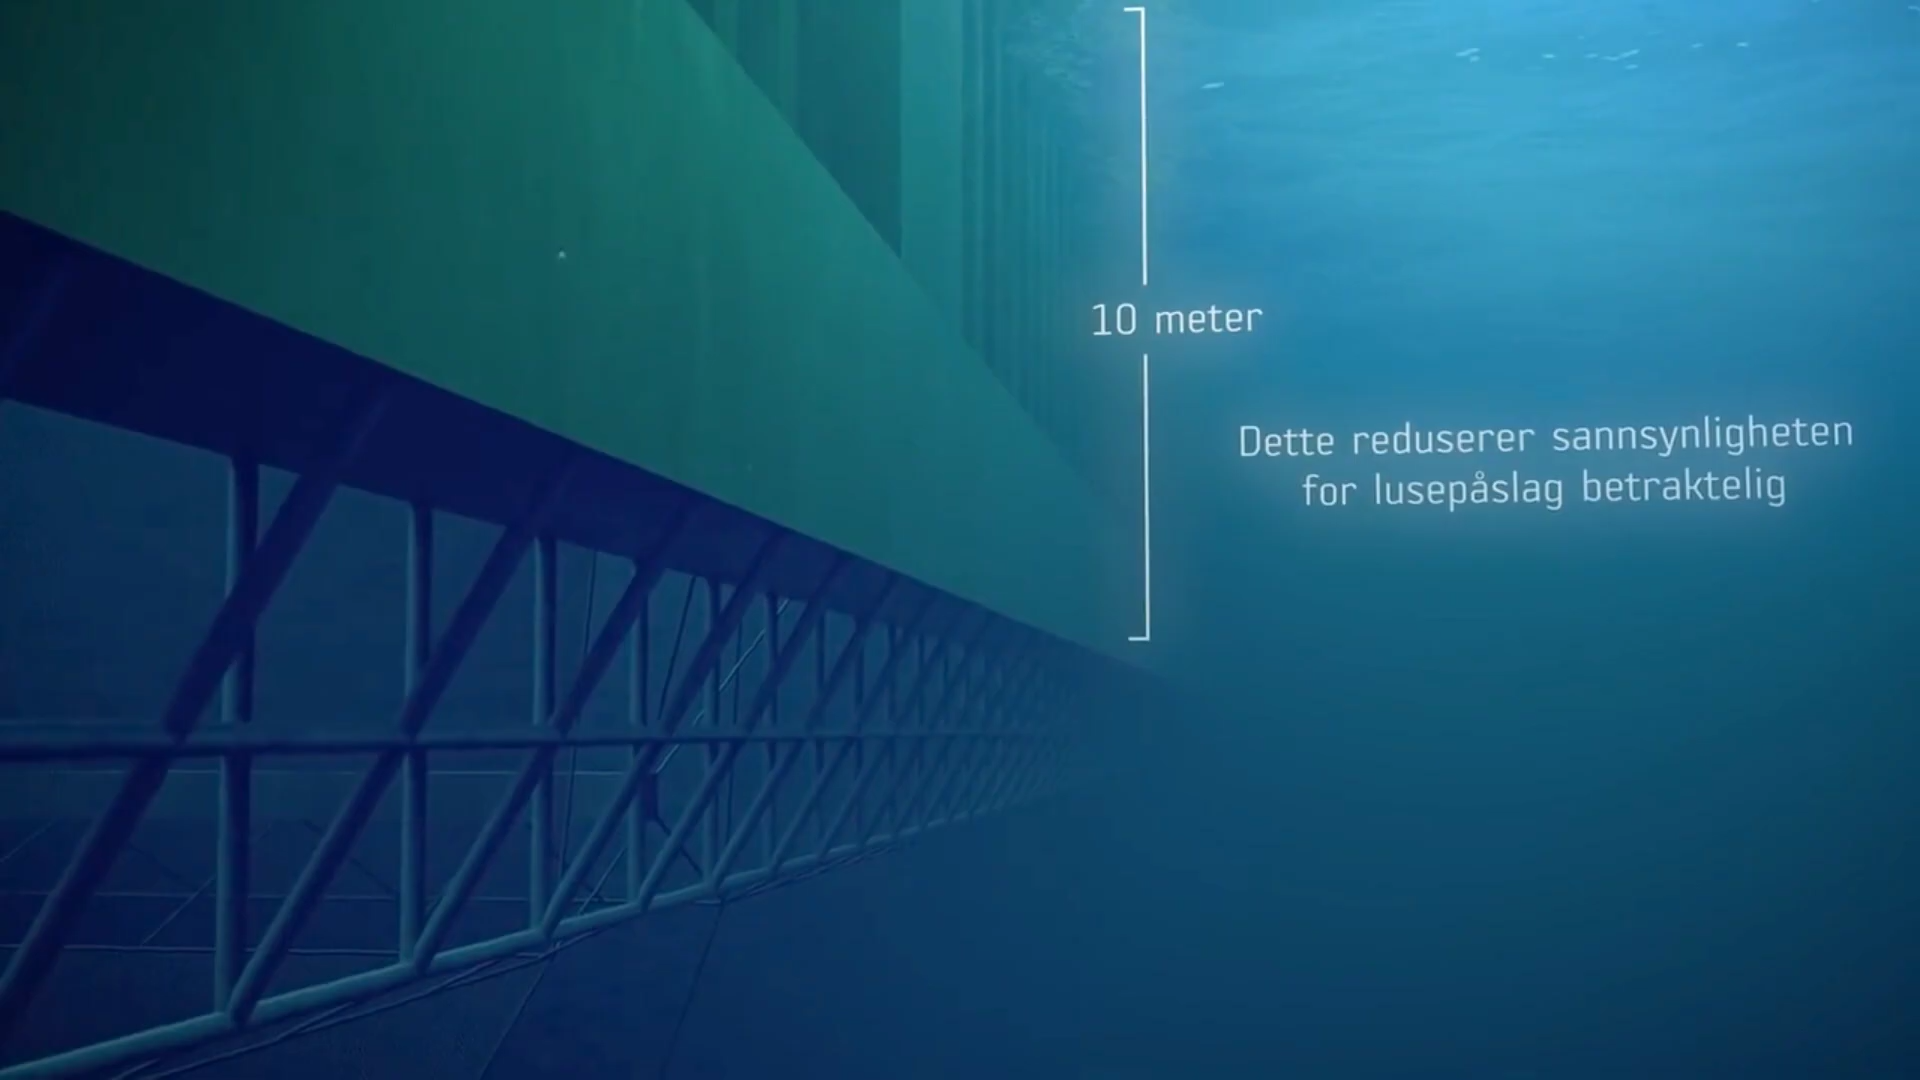 10 meter
Dette reduserer sannsynligheten
for lusepåslag betraktelig